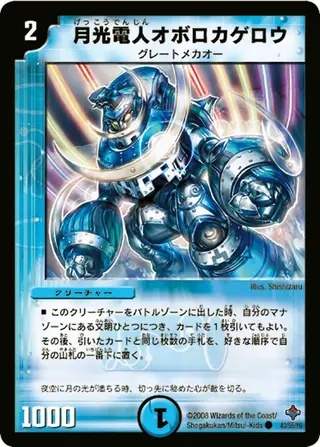 2
げっこうでんじん
月光電人オボロカゲロウ
グレートメカオー
illus. Shishizaru
クリーチャー
■ このクリーチャーをバトルゾーンに出した時、自分のマナ
ゾーンにある文明ひとつにつき、カードを1枚引いてもよい。
その後、引いたカードと同じ枚数の手札を、好きな順序で自
分の山札の一番下に置く。
夜空に月の光が満ちる時、切っ先に秘めたカが敵を切り裂く。
1000
©2008 Wizards of the Coast/
Shogakukan/Mitsui-Kids